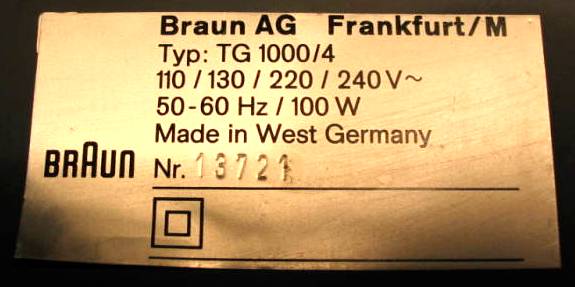 Braun AG Frankfurt/M
Typ: TG 1000/4
110 / 130 / 220 / 240 V~
50-60 Hz / 100 W
Made in West Germany
BRAUN Nr. 13721